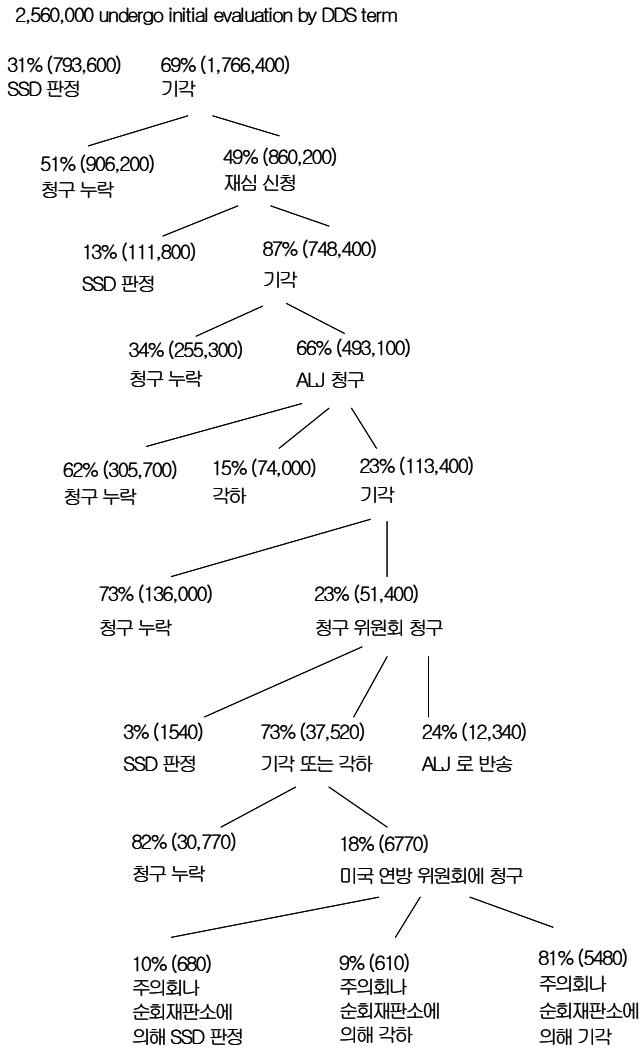 2,560,000 undergo initial evaluation by DDS term
31% (793,600) 69% (1,766,400)
SSD 판정 기각
51% (906,200) 49% (860,200)
청구 누락 재심 신청
13% (111,800) 87% (748,400)
SSD 판정 기각
34% (255,300) 66% (493,100)
청구 누락 ALJ 청구
62% (305,700) 15% (74,000) 23% (113,400)
청구 누락 각하 기각
73% (136,000) 23% (51,400)
청구 누락 청구 위원회 청구
3% (1540) 73% (37,520) 24% (12,340)
SSD 판정 기각 또는 각하 ALJ 로 반송
82% (30,770) 18% (6770)
청구 누락 미국 연방 위원회에 청구
10% (680) 9% (610) 81% (5480)
주의회나 주의회나 주의회나
순회재판소에 순회재판소에 순회재판소에
의해 SSD 판정 의해 각하 의해 기각